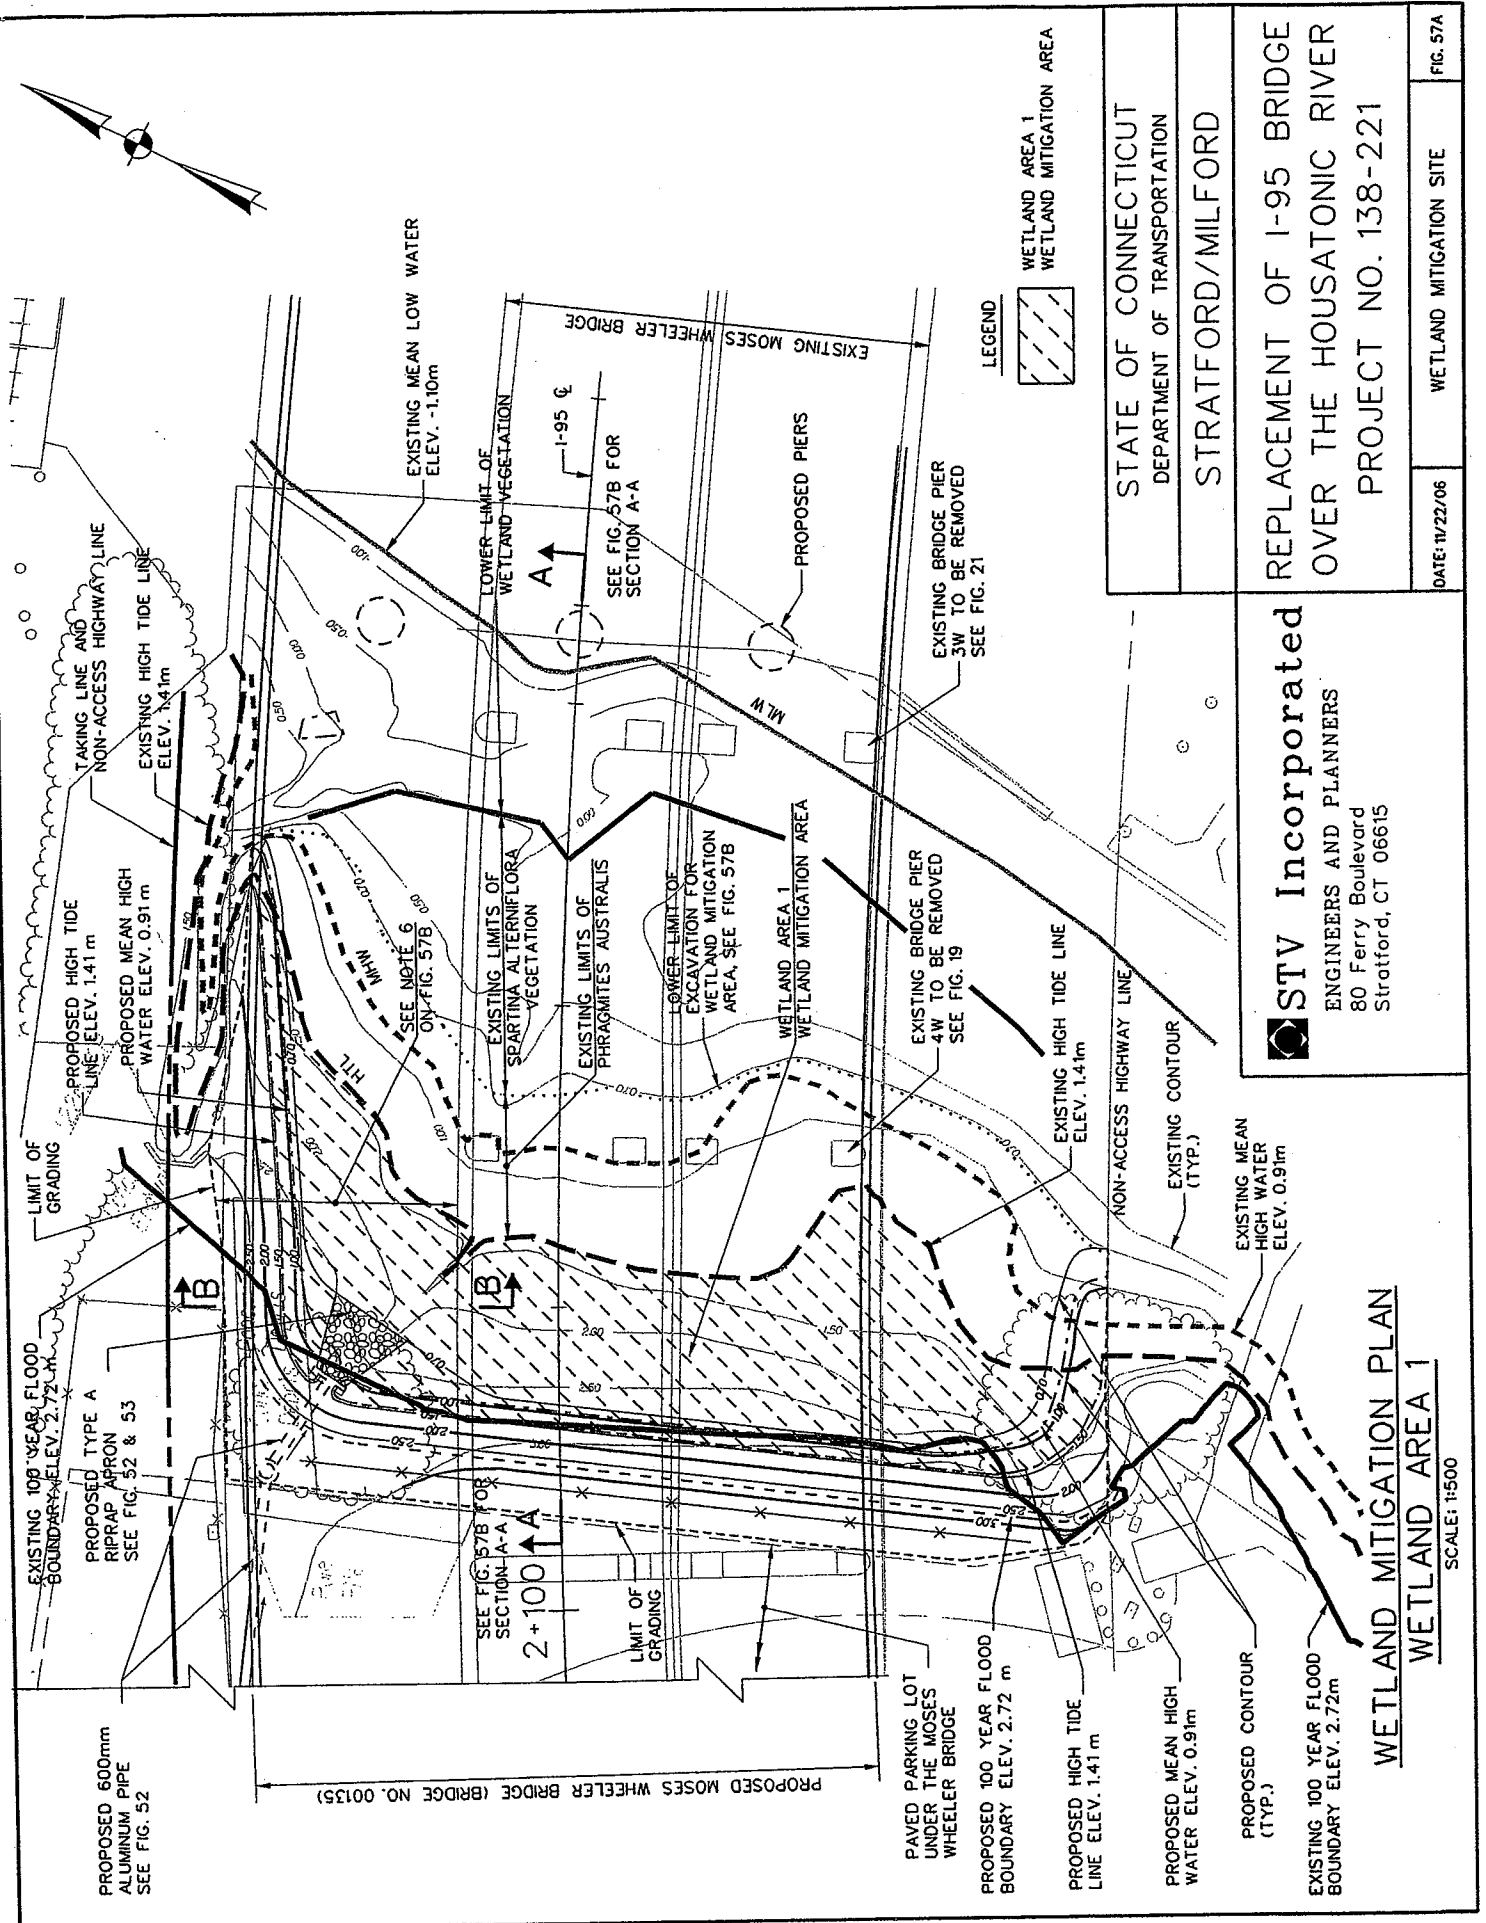 PROPOSED 600mm
ALUMINUM PIPE
SEE FIG. 52
EXISTING 100 YEAR FLOOD
BOUNDARY ELEV. 2.72 m
PROPOSED TYPE A
RIPRAP APRON
SEE FIG. 52 & 53
LIMIT OF
GRADING
PROPOSED HIGH TIDE
LINE ELEV. 1.41 m
PROPOSED MEAN HIGH
WATER ELEV. 0.91 m
TAKING LINE AND
NON-ACCESS HIGHWAY LINE
EXISTING HIGH TIDE LINE
ELEV. 1.41m
EXISTING MEAN LOW WATER
ELEV. -1.10m
B
B
HTL
MHW
SEE NOTE 6
ON FIG. 57B
EXISTING LIMITS OF
SPARTINA ALTERNIFLORA
VEGETATION
EXISTING LIMITS OF
PHRAGMITES AUSTRALIS
LOWER LIMIT OF
WETLAND VEGETATION
A
I-95 ℄
SEE FIG. 57B FOR
SECTION A-A
EXISTING MOSES WHEELER BRIDGE
PROPOSED PIERS
LOWER LIMIT OF
EXCAVATION FOR
WETLAND MITIGATION
AREA, SEE FIG. 57B
WETLAND AREA 1
WETLAND MITIGATION AREA
MLW
EXISTING BRIDGE PIER
3W TO BE REMOVED
SEE FIG. 21
EXISTING BRIDGE PIER
4W TO BE REMOVED
SEE FIG. 19
SEE FIG. 57B FOR
SECTION A-A
A
2+100
LIMIT OF
GRADING
PROPOSED MOSES WHEELER BRIDGE (BRIDGE NO. 00135)
PAVED PARKING LOT
UNDER THE MOSES
WHEELER BRIDGE
PROPOSED 100 YEAR FLOOD
BOUNDARY ELEV. 2.72 m
PROPOSED HIGH TIDE
LINE ELEV. 1.41 m
PROPOSED MEAN HIGH
WATER ELEV. 0.91m
PROPOSED CONTOUR
(TYP.)
EXISTING 100 YEAR FLOOD
BOUNDARY ELEV. 2.72m
EXISTING HIGH TIDE LINE
ELEV. 1.41m
NON-ACCESS HIGHWAY LINE
EXISTING CONTOUR
(TYP.)
EXISTING MEAN
HIGH WATER
ELEV. 0.91m
LEGEND
WETLAND AREA 1
WETLAND MITIGATION AREA
WETLAND MITIGATION PLAN
WETLAND AREA 1
SCALE: 1:500
STV Incorporated
ENGINEERS AND PLANNERS
80 Ferry Boulevard
Stratford, CT 06615
STATE OF CONNECTICUT
DEPARTMENT OF TRANSPORTATION
STRATFORD/MILFORD
REPLACEMENT OF I-95 BRIDGE
OVER THE HOUSATONIC RIVER
PROJECT NO. 138-221
DATE: 11/22/06
WETLAND MITIGATION SITE
FIG. 57A